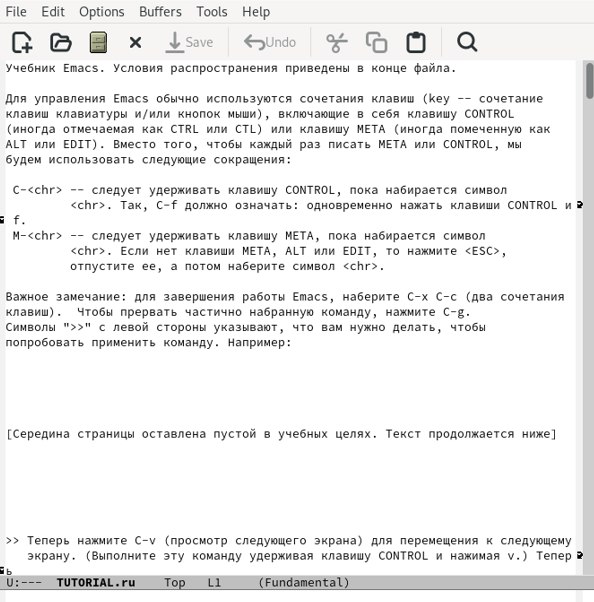 File Edit Options Buffers Tools Help
Save Undo
Учебник Emacs. Условия распространения приведены в конце файла.
Для управления Emacs обычно используются сочетания клавиш (key -- сочетание
клавиш клавиатуры и/или кнопок мыши), включающие в себя клавишу CONTROL
(иногда отмечаемая как CTRL или CTL) или клавишу META (иногда помеченную как
ALT или EDIT). Вместо того, чтобы каждый раз писать META или CONTROL, мы
будем использовать следующие сокращения:
C-<chr> -- следует удерживать клавишу CONTROL, пока набирается символ
<chr>. Так, C-f должно означать: одновременно нажать клавиши CONTROL и
f.
M-<chr> -- следует удерживать клавишу META, пока набирается символ
<chr>. Если нет клавиши META, ALT или EDIT, то нажмите <ESC>,
отпустите ее, а потом наберите символ <chr>.
Важное замечание: для завершения работы Emacs, наберите C-x C-c (два сочетания
клавиш).  Чтобы прервать частично набранную команду, нажмите C-g.
Символы ">>" с левой стороны указывают, что вам нужно делать, чтобы
попробовать применить команду. Например:
[Середина страницы оставлена пустой в учебных целях. Текст продолжается ниже]
>> Теперь нажмите C-v (просмотр следующего экрана) для перемещения к следующему
экрану. (Выполните эту команду удерживая клавишу CONTROL и нажимая v.) Тепер
ь
U:--- TUTORIAL.ru Top L1 (Fundamental)